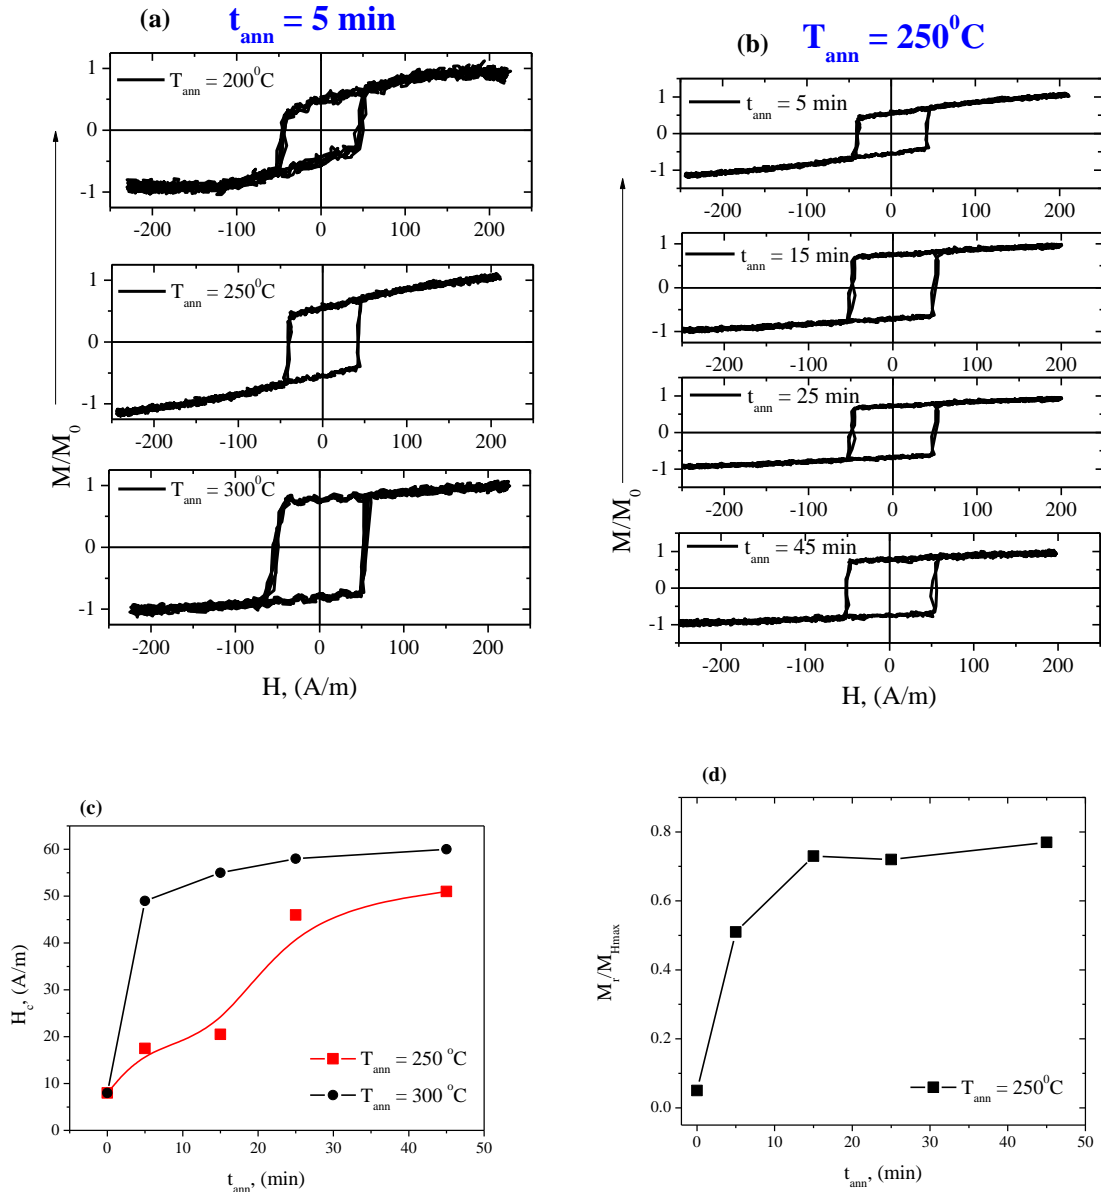 (a)
t_ann = 5 min
T_ann = 200⁰C
1
0
-1
-200 -100 0 100 200
T_ann = 250⁰C
1
0
-1
-200 -100 0 100 200
T_ann = 300⁰C
1
0
-1
-200 -100 0 100 200
M/M_0
H, (A/m)
(b)
T_ann = 250⁰C
t_ann = 5 min
1
0
-1
-200 -100 0 100 200
t_ann = 15 min
1
0
-1
-200 -100 0 100 200
t_ann = 25 min
1
0
-1
-200 -100 0 100 200
t_ann = 45 min
1
0
-1
-200 -100 0 100 200
M/M_0
H, (A/m)
(c)
60
50
40
30
20
10
0
0 10 20 30 40 50
H_c, (A/m)
T_ann = 250 °C
T_ann = 300 °C
t_ann, (min)
(d)
0.8
0.6
0.4
0.2
0.0
0 10 20 30 40 50
M_r/M_Hmax
T_ann = 250⁰C
t_ann, (min)